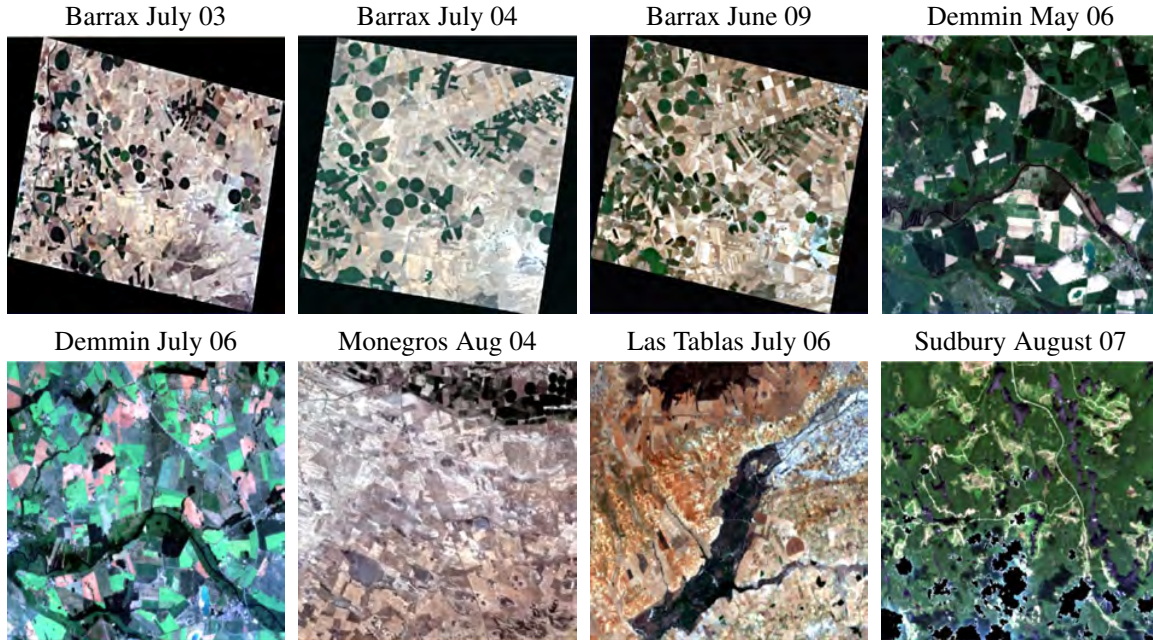 Barrax July 03 Barrax July 04 Barrax June 09 Demmin May 06
Demmin July 06 Monegros Aug 04 Las Tablas July 06 Sudbury August 07